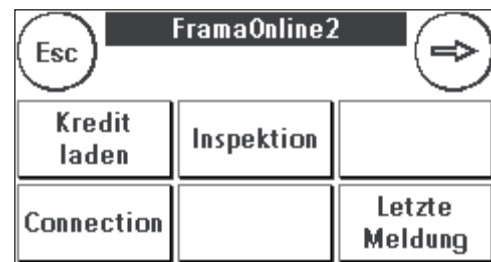 FramaOnline2
Esc
Kredit
laden
Inspektion
Connection
Letzte
Meldung